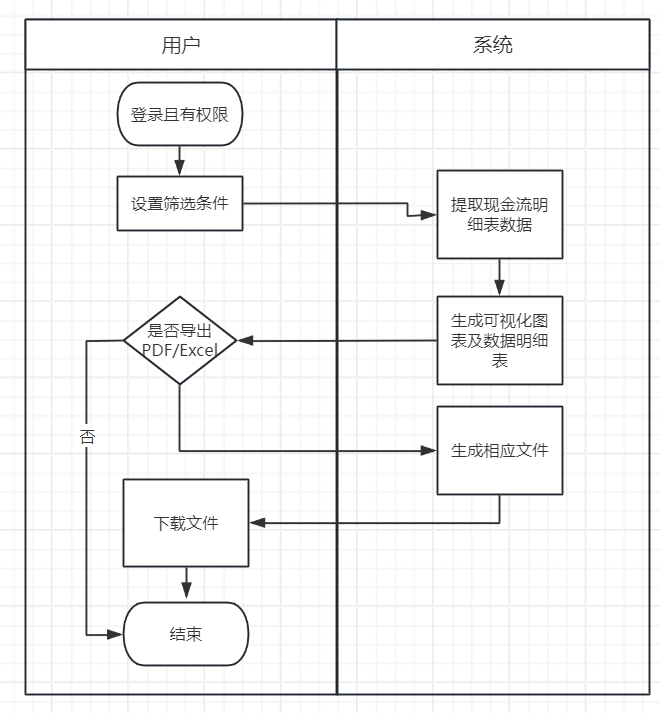 用户
系统
登录且有权限
设置筛选条件
提取现金流明
细表数据
生成可视化图
表及数据明细
表
是否导出
PDF/Excel
否
生成相应文件
下载文件
结束